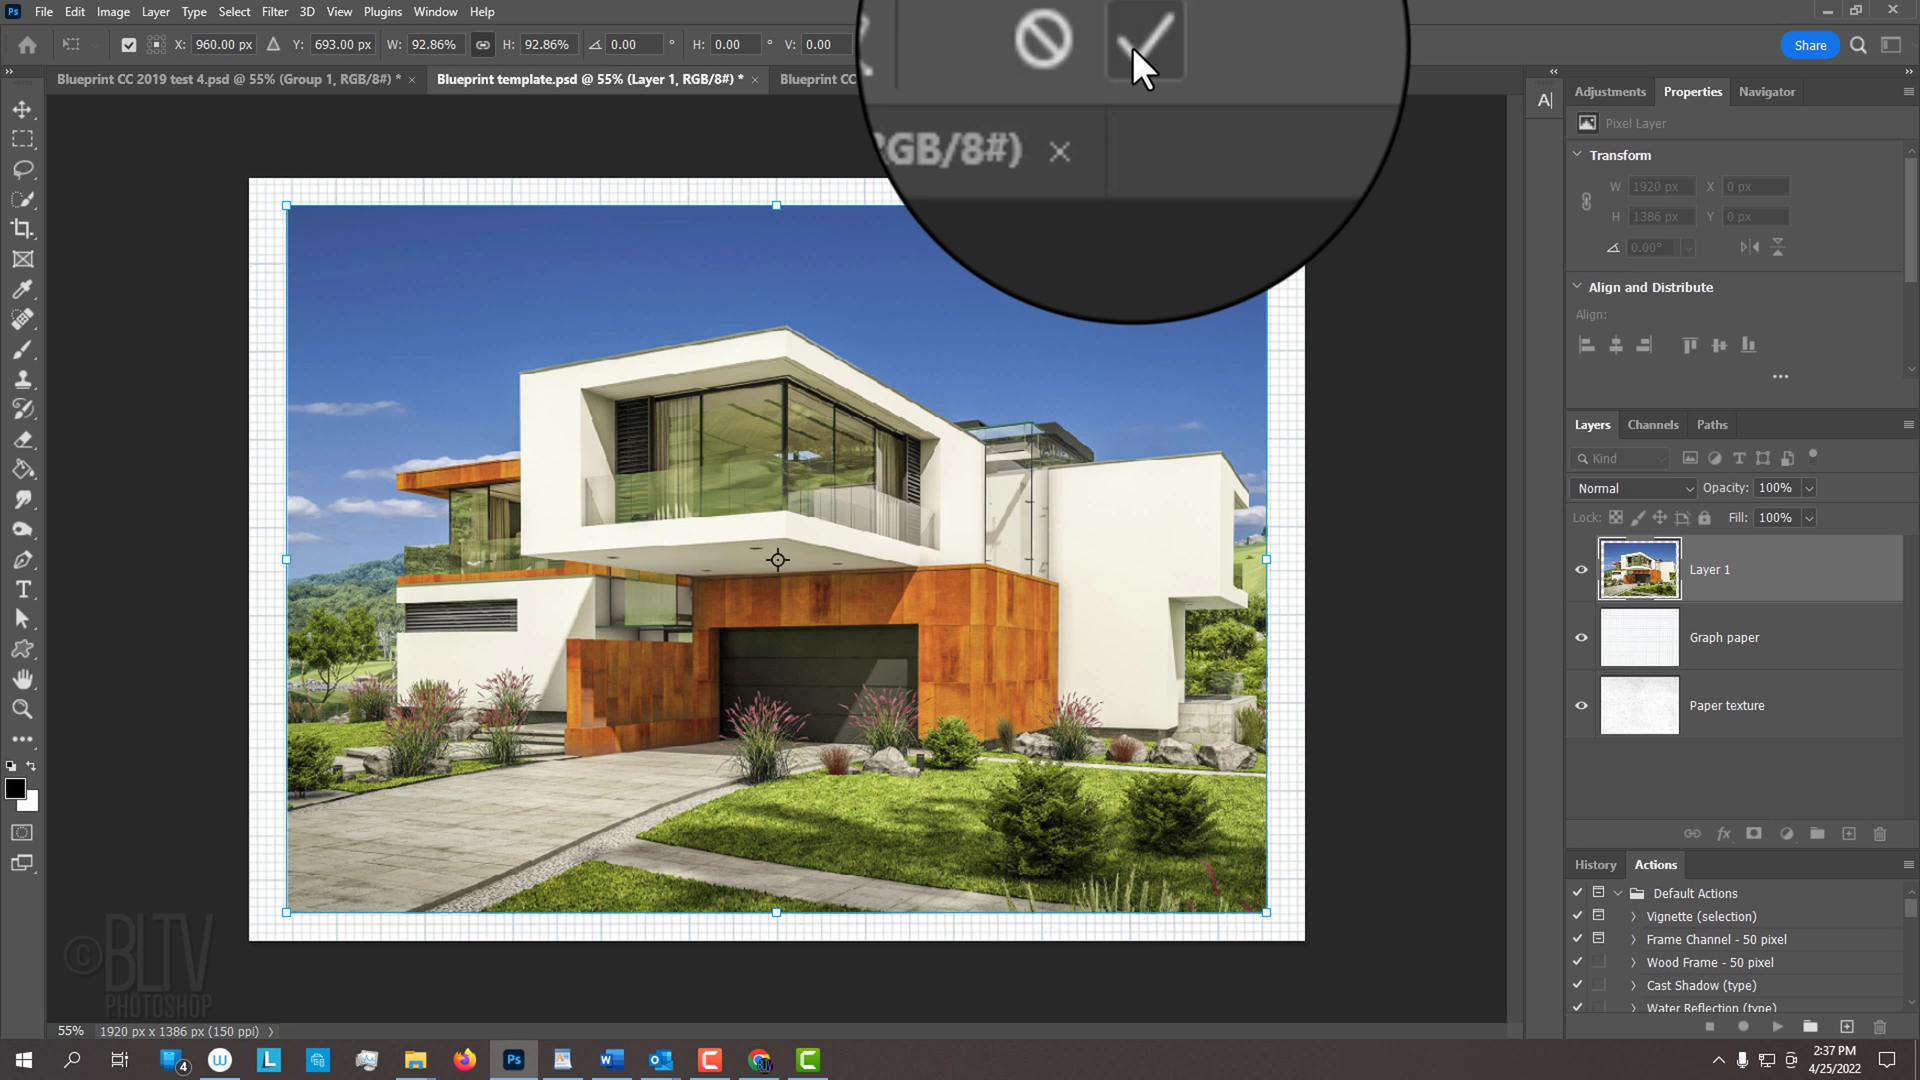 Ps File Edit Image Layer Type Select Filter 3D View Plugins Window Help
X: 960.00 px Y: 693.00 px W: 92.86% H: 92.86% 0.00 ° H: 0.00 ° V: 0.00
Share
Blueprint CC 2019 test 4.psd @ 55% (Group 1, RGB/8#) * × Blueprint template.psd @ 55% (Layer 1, RGB/8#) * × Blueprint CC
RGB/8#) ×
Adjustments Properties Navigator
Pixel Layer
Transform
W 1920 px X 0 px
H 1386 px Y 0 px
0.00°
Align and Distribute
Align:
Layers Channels Paths
Kind
Normal Opacity: 100%
Lock: Fill: 100%
Layer 1
Graph paper
Paper texture
History Actions
Default Actions
Vignette (selection)
Frame Channel - 50 pixel
Wood Frame - 50 pixel
Cast Shadow (type)
Water Reflection (type)
©BLTV
PHOTOSHOP
55% 1920 px x 1386 px (150 ppi)
4
Ps
2:37 PM
4/25/2022